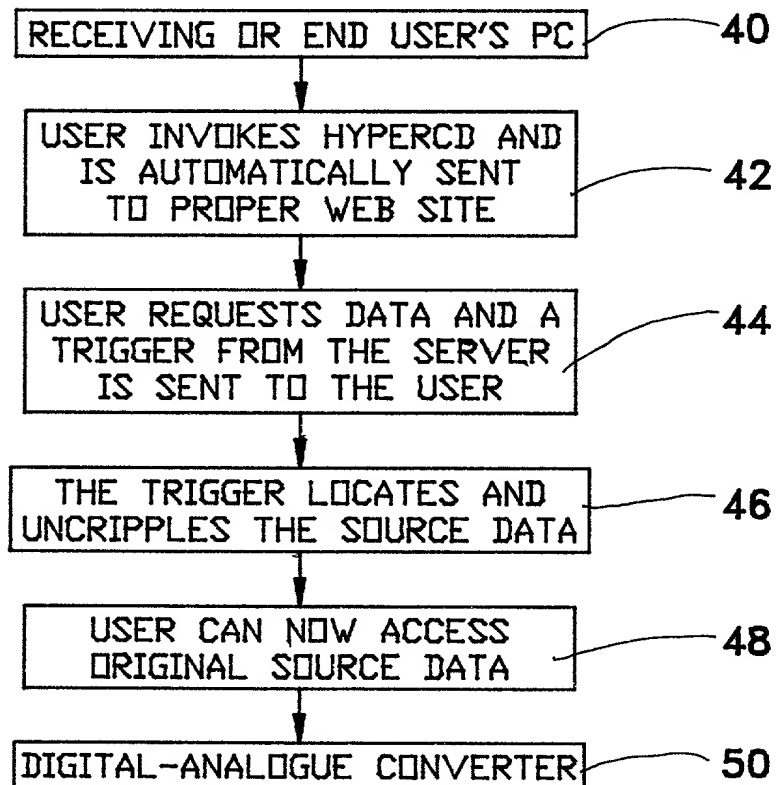 RECEIVING OR END USER'S PC 40
USER INVOKES HYPERCD AND
IS AUTOMATICALLY SENT
TO PROPER WEB SITE
42
USER REQUESTS DATA AND A
TRIGGER FROM THE SERVER
IS SENT TO THE USER
44
THE TRIGGER LOCATES AND
UNCRIPPLES THE SOURCE DATA
46
USER CAN NOW ACCESS
ORIGINAL SOURCE DATA
48
DIGITAL-ANALOGUE CONVERTER 50